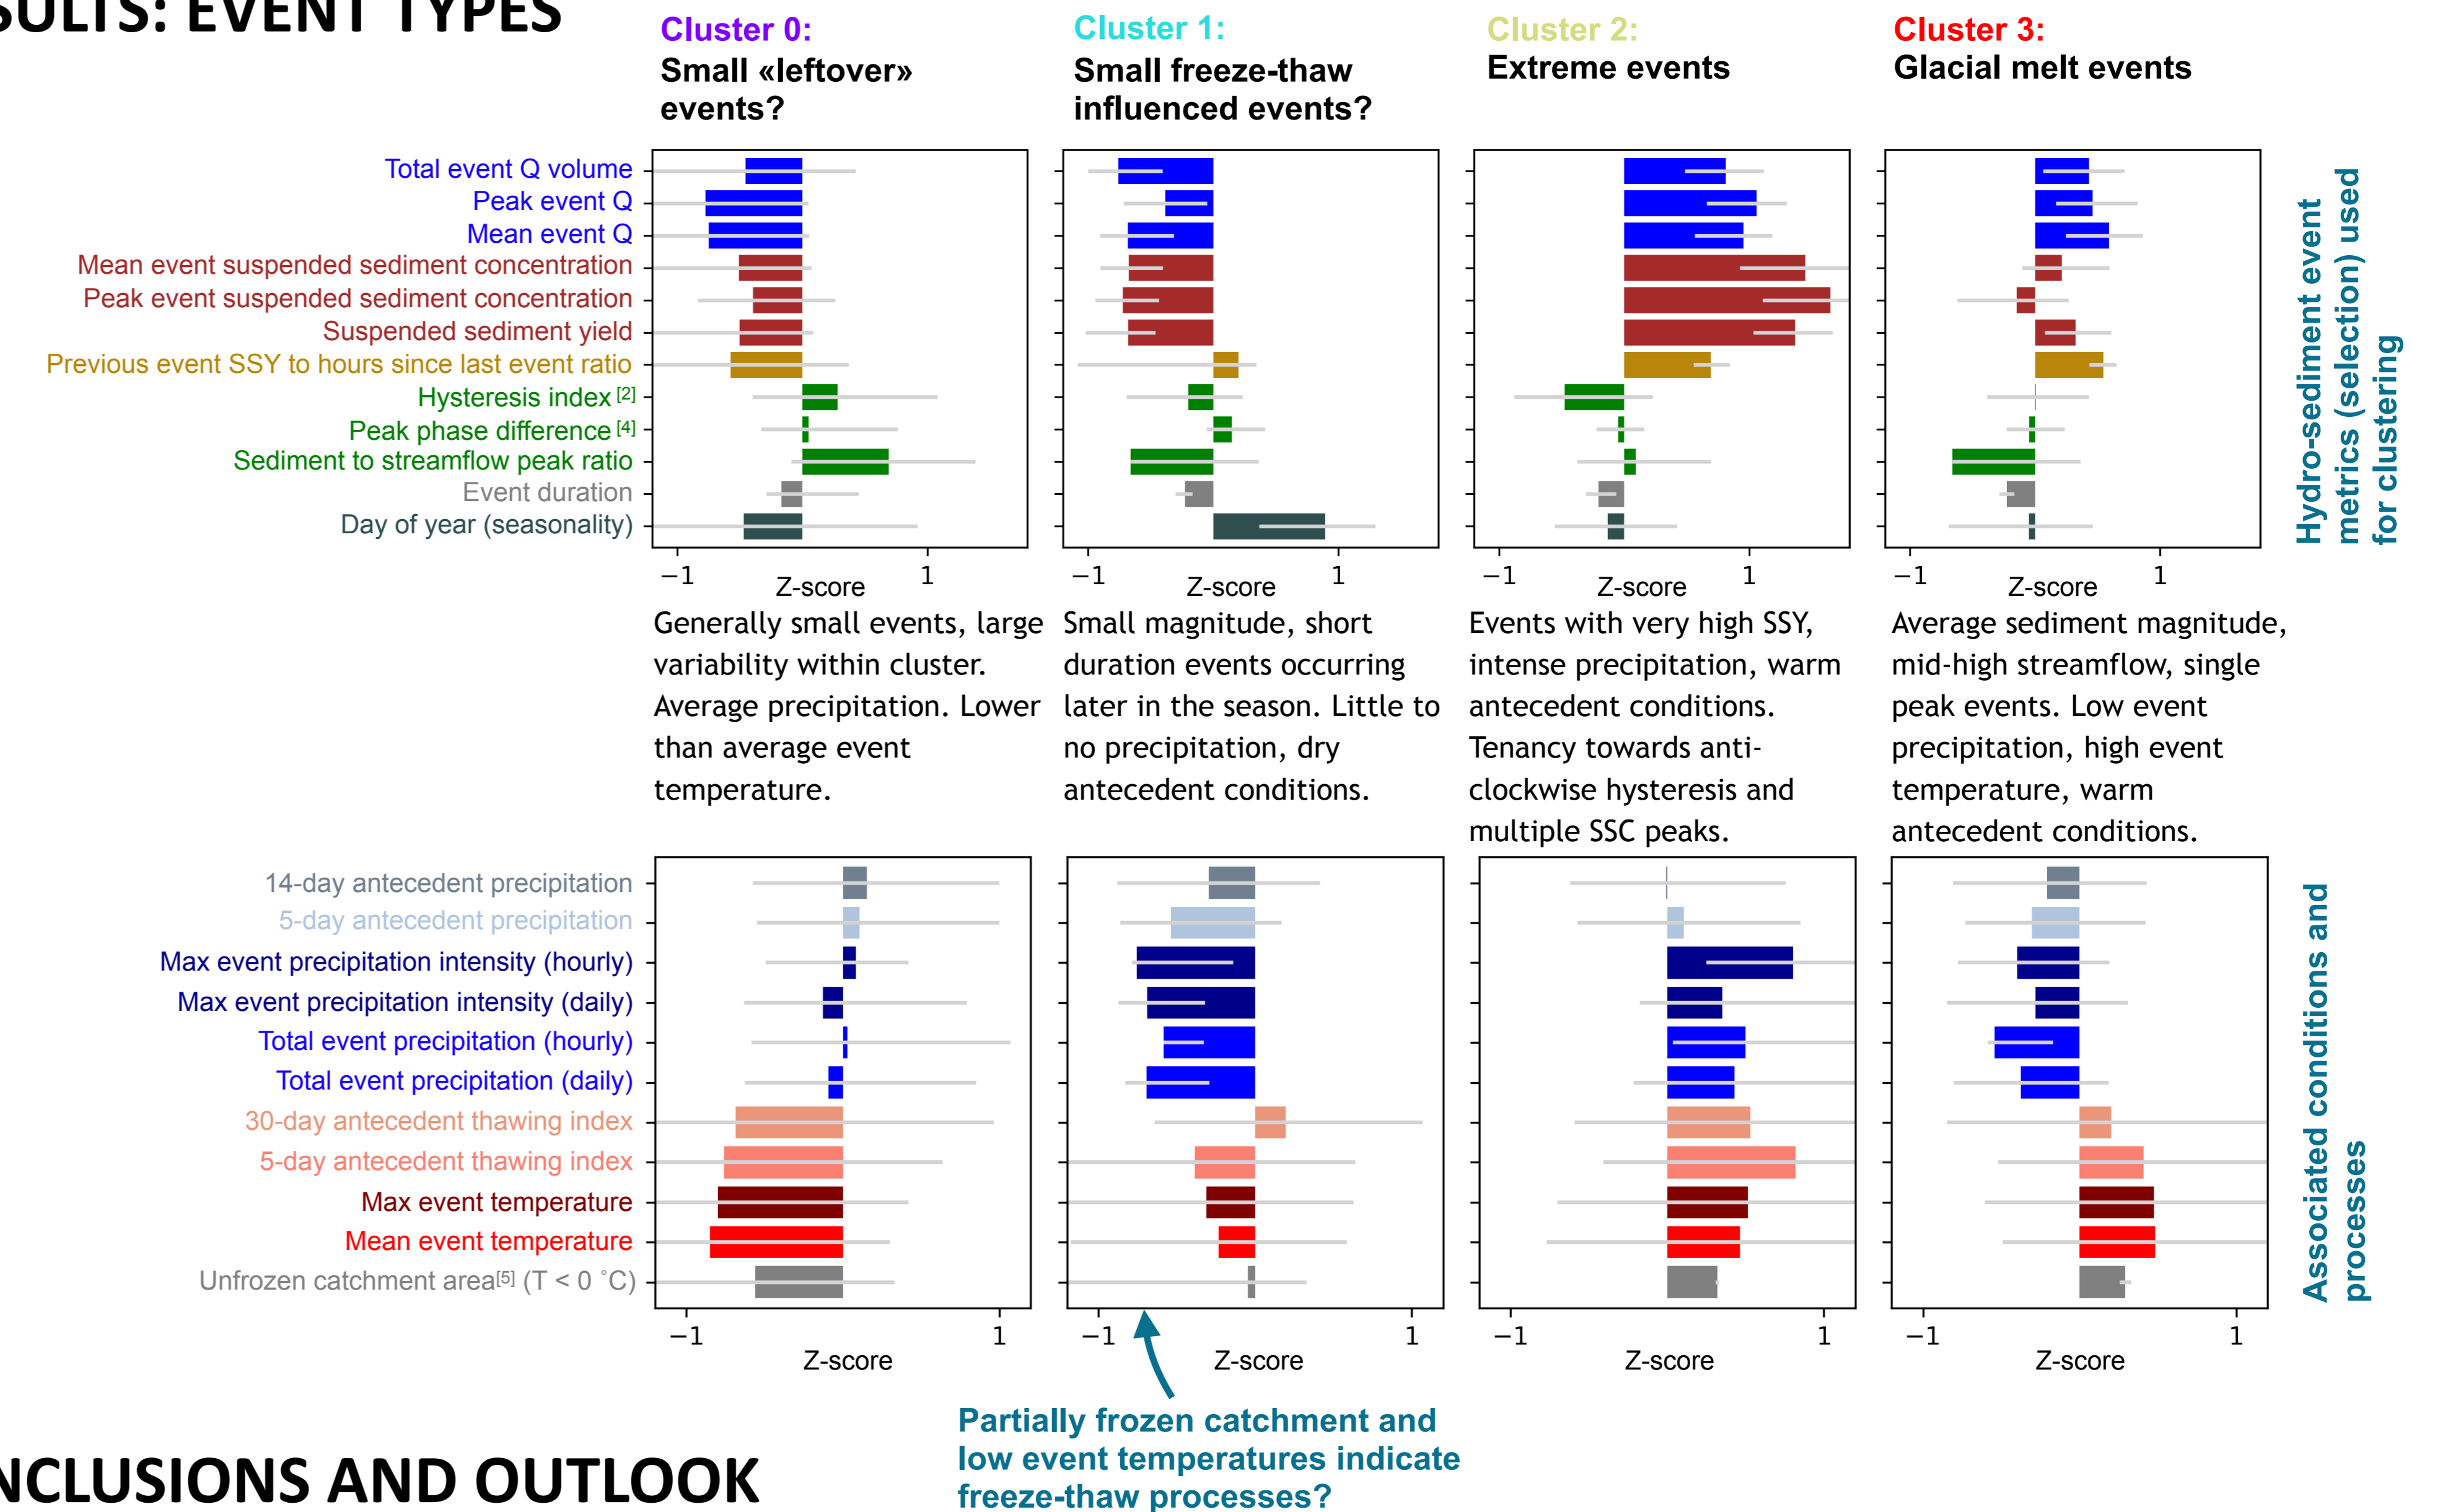 SULTS: EVENT TYPES
Cluster 0:
Small «leftover»
events?
Cluster 1:
Small freeze-thaw
influenced events?
Cluster 2:
Extreme events
Cluster 3:
Glacial melt events
Total event Q volume
Peak event Q
Mean event Q
Mean event suspended sediment concentration
Peak event suspended sediment concentration
Suspended sediment yield
Previous event SSY to hours since last event ratio
Hysteresis index [2]
Peak phase difference [4]
Sediment to streamflow peak ratio
Event duration
Day of year (seasonality)
−1 1
Z-score
−1 1
Z-score
−1 1
Z-score
−1 1
Z-score
Hydro-sediment event
metrics (selection) used
for clustering
Generally small events, large
variability within cluster.
Average precipitation. Lower
than average event
temperature.
Small magnitude, short
duration events occurring
later in the season. Little to
no precipitation, dry
antecedent conditions.
Events with very high SSY,
intense precipitation, warm
antecedent conditions.
Tenancy towards anti-
clockwise hysteresis and
multiple SSC peaks.
Average sediment magnitude,
mid-high streamflow, single
peak events. Low event
precipitation, high event
temperature, warm
antecedent conditions.
14-day antecedent precipitation
5-day antecedent precipitation
Max event precipitation intensity (hourly)
Max event precipitation intensity (daily)
Total event precipitation (hourly)
Total event precipitation (daily)
30-day antecedent thawing index
5-day antecedent thawing index
Max event temperature
Mean event temperature
Unfrozen catchment area[5] (T < 0 ˚C)
−1 1
Z-score
−1 1
Z-score
−1 1
Z-score
−1 1
Z-score
Associated conditions and
processes
Partially frozen catchment and
low event temperatures indicate
freeze-thaw processes?
NCLUSIONS AND OUTLOOK